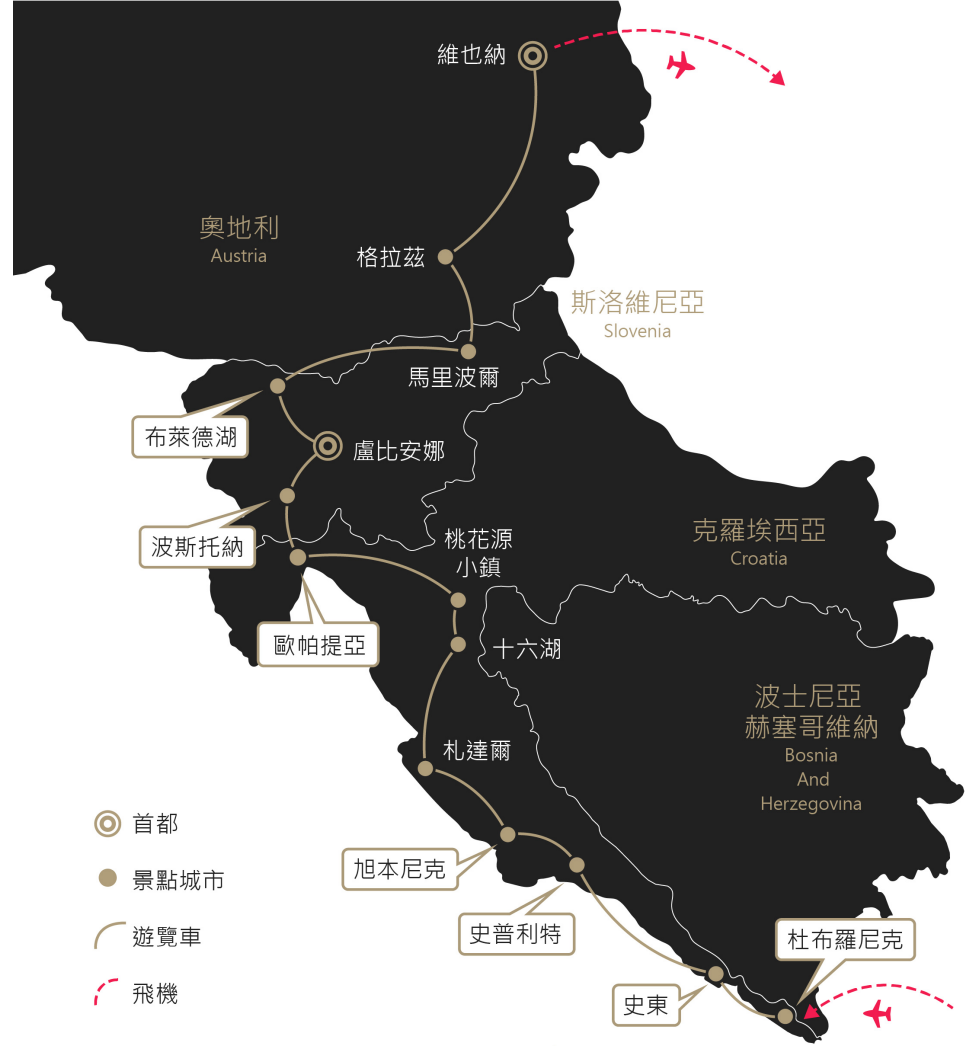 維也納
奧地利
Austria
格拉茲
斯洛維尼亞
Slovenia
馬里波爾
布萊德湖
盧比安娜
波斯托納
桃花源
小鎮
克羅埃西亞
Croatia
歐帕提亞
十六湖
波士尼亞
赫塞哥維納
Bosnia
And
Herzegovina
札達爾
首都
景點城市
遊覽車
飛機
旭本尼克
史普利特
杜布羅尼克
史東